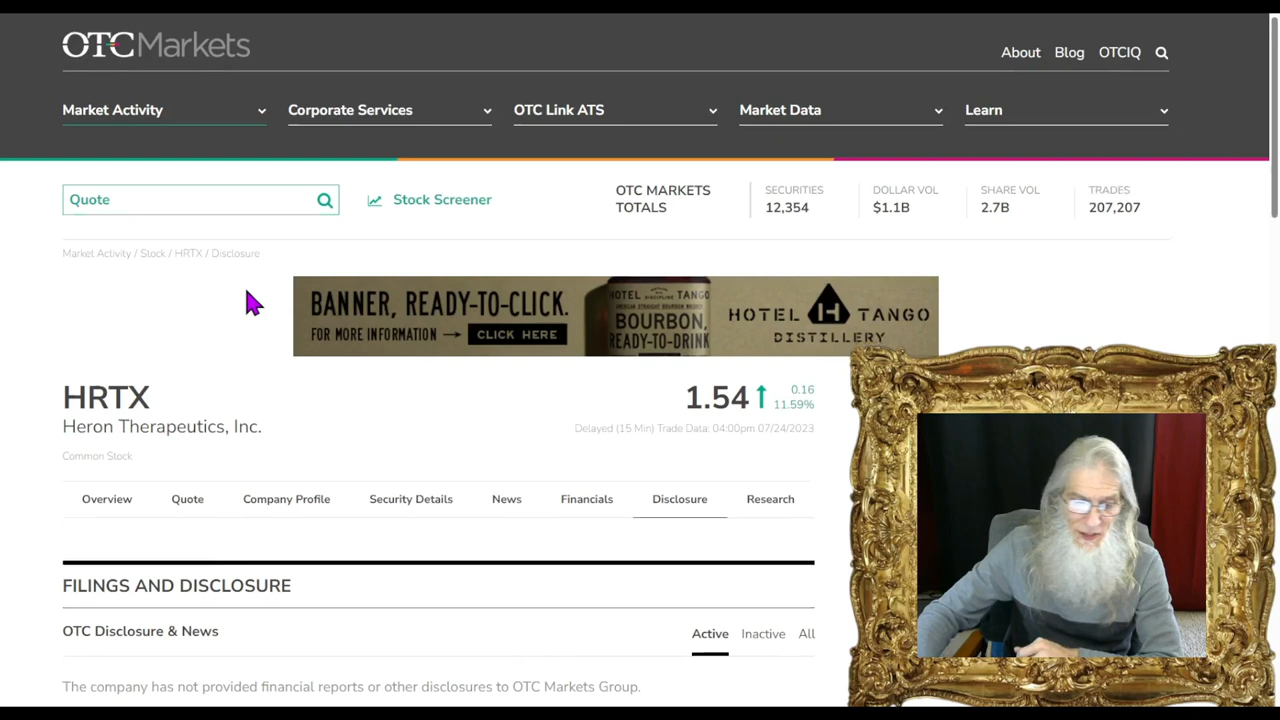 OTCMarkets
About Blog OTCIQ
Market Activity Corporate Services OTC Link ATS Market Data Learn
Quote
Stock Screener
OTC MARKETS
TOTALS
SECURITIES
12,354
DOLLAR VOL
$1.1B
SHARE VOL
2.7B
TRADES
207,207
Market Activity / Stock / HRTX / Disclosure
BANNER, READY-TO-CLICK.
FOR MORE INFORMATION → CLICK HERE
HOTEL TANGO
BOURBON,
READY-TO-DRINK
HOTEL H TANGO
DISTILLERY
HRTX
Heron Therapeutics, Inc.
Common Stock
1.54
0.16
11.59%
Delayed (15 Min) Trade Data: 04:00pm 07/24/2023
Overview Quote Company Profile Security Details News Financials Disclosure Research
FILINGS AND DISCLOSURE
OTC Disclosure & News
Active Inactive All
The company has not provided financial reports or other disclosures to OTC Markets Group.